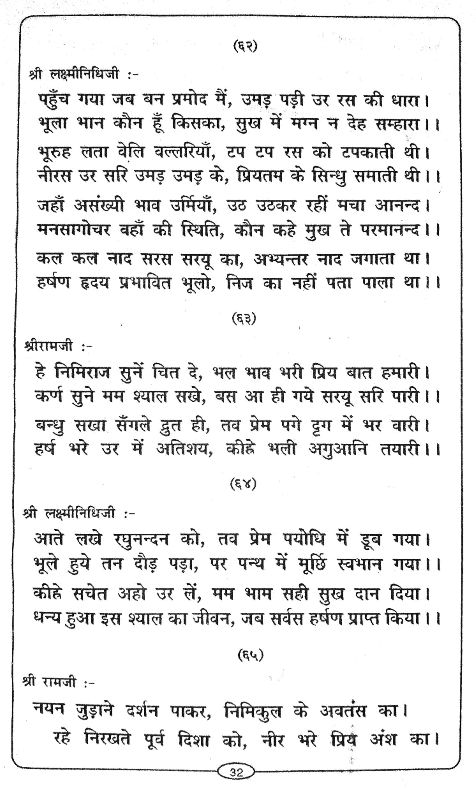 (६२)
श्री लक्ष्मीनिधिजी :-
पहुँच गया जब बन प्रमोद मैं, उमड़ पड़ी उर रस की धारा।
भूला भान कौन हूँ किसका, सुख में मग्न न देह सम्हारा।।
भूरुह लता वेलि वल्लरियाँ, टप टप रस को टपकाती थी।
नीरस उर सरि उमड़ उमड़ के, प्रियतम के सिन्धु समाती थी।।
जहाँ असंख्यी भाव उर्मियाँ, उठ उठकर रहीं मचा आनन्द।
मनसागोचर वहाँ की स्थिति, कौन कहे मुख ते परमानन्द।।
कल कल नाद सरस सरयू का, अभ्यन्तर नाद जगाता था।
हर्षण हृदय प्रभावित भूलो, निज का नहीं पता पाला था।।
(६३)
श्रीरामजी :-
हे निमिराज सुनें चित दे, भल भाव भरी प्रिय बात हमारी।
कर्ण सुने मम श्याल सखे, बस आ ही गये सरयू सरि पारी।।
बन्धु सखा सँगले द्रुत ही, तव प्रेम पगे दृग में भर वारी।
हर्ष भरे उर में अतिशय, कीहे भली अगुआनि तयारी।।
(६४)
श्री लक्ष्मीनिधिजी :-
आते लखे रघुनन्दन को, तव प्रेम पयोधि में डूब गया।
भूले हुये तन दौड़ पड़ा, पर पन्थ में मूर्छि स्वभान गया।।
कीहे सचेत अहो उर लें, मम भाम सही सुख दान दिया।
धन्य हुआ इस श्याल का जीवन, जब सर्वस हर्षण प्राप्त किया।।
(६५)
श्री रामजी :-
नयन जुड़ाने दर्शन पाकर, निमिकुल के अवतंस का।
रहे निरखते पूर्व दिशा को, नीर भरे प्रिय अंश का।
32